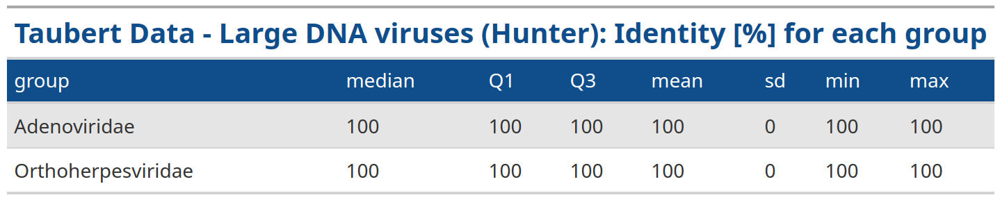 Taubert Data - Large DNA viruses (Hunter): Identity [%] for each group
group median Q1 Q3 mean sd min max
Adenoviridae 100 100 100 100 0 100 100
Orthoherpesviridae 100 100 100 100 0 100 100